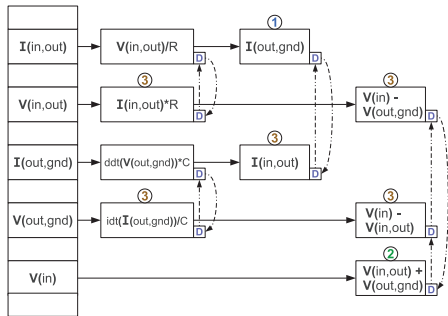 1
I(in,out)
V(in,out)/R
D
I(out,gnd)
D
3
3
V(in,out)
I(in,out)*R
D
V(in) -
V(out,gnd)
D
3
I(out,gnd)
ddt(V(out,gnd))*C
D
I(in,out)
D
3
3
V(out,gnd)
idt(I(out,gnd))/C
D
V(in) -
V(in,out)
D
2
V(in)
V(in,out) +
V(out,gnd)
D